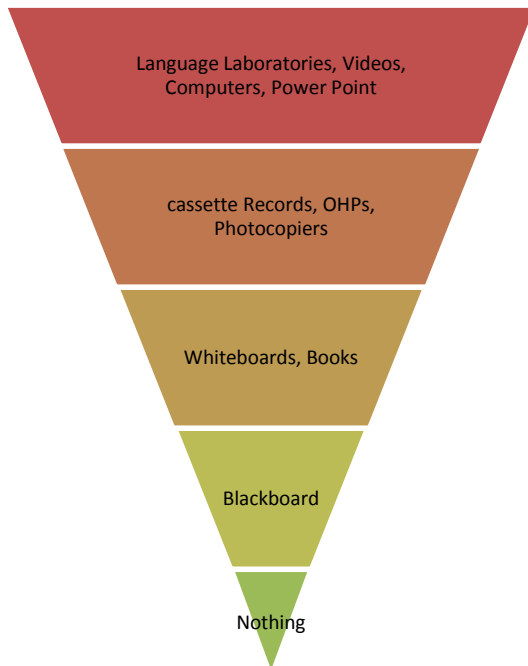 Language Laboratories, Videos,
Computers, Power Point
cassette Records, OHPs,
Photocopiers
Whiteboards, Books
Blackboard
Nothing